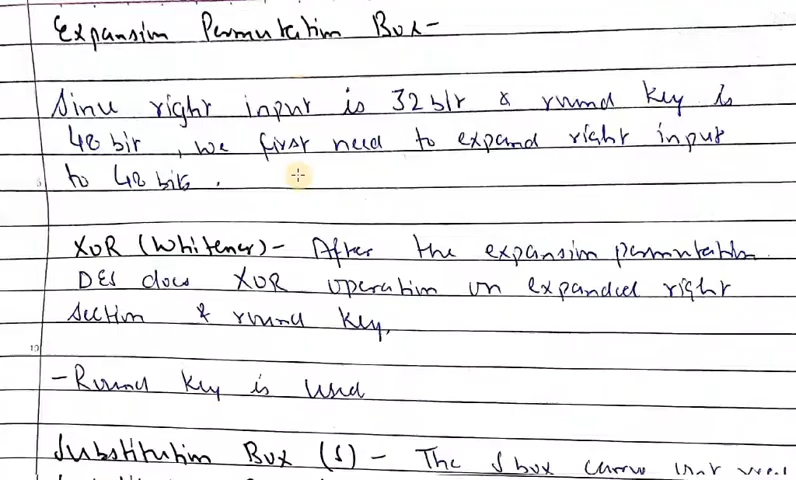 Expansion Permutation Box-
Since right input is 32 bit & round key is
48 bit, we first need to expand right input
to 48 bits.
XOR (Whitener) - After the expansion permutation
DES does XOR operation on expanded right
section & round key.
- Round key is used
Substitution Box (S) - The S box carries